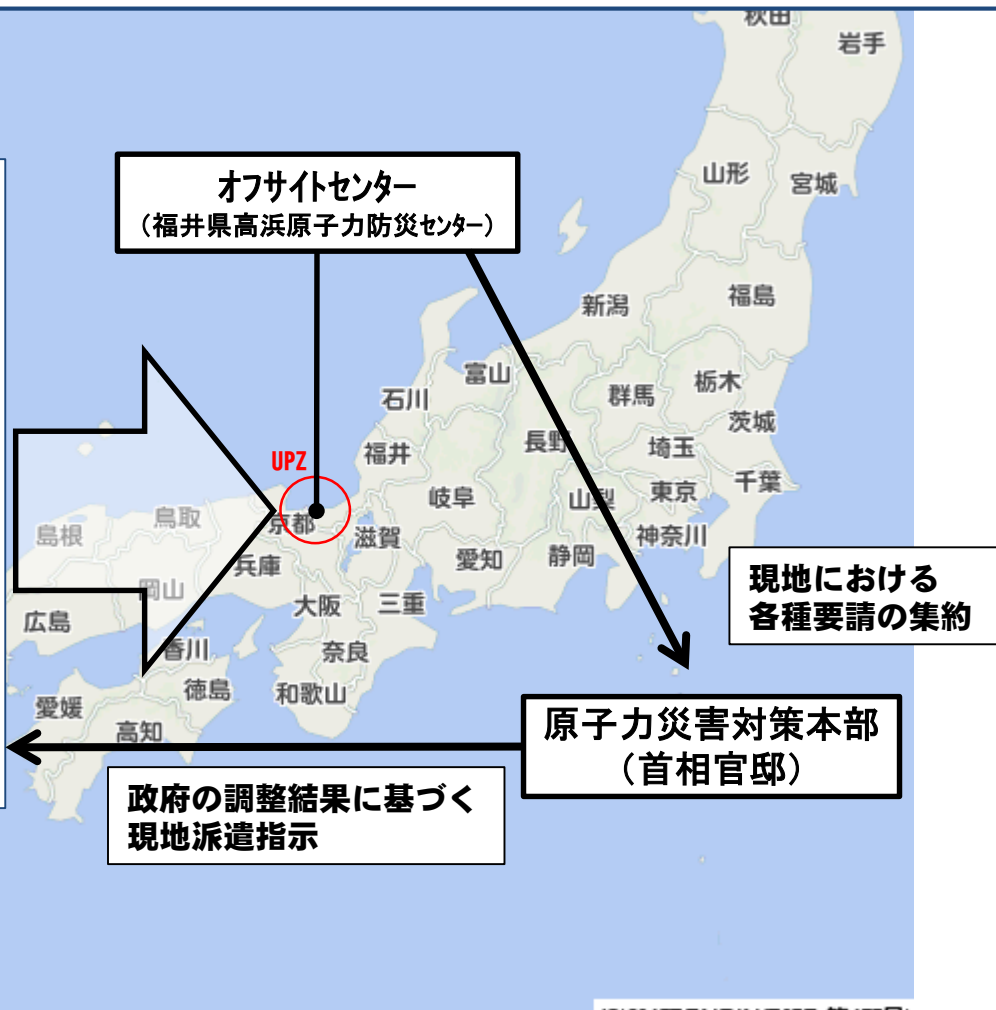 秋田
岩手
山形
宮城
オフサイトセンター
（福井県高浜原子力防災センター）
新潟
福島
富山
石川
群馬
栃木
茨城
長野
福井
埼玉
UPZ
千葉
岐阜
山梨
東京
鳥取
京都
島根
滋賀
神奈川
愛知
静岡
兵庫
岡山
大阪
三重
広島
現地における
各種要請の集約
香川
奈良
徳島
和歌山
愛媛
高知
原子力災害対策本部
（首相官邸）
政府の調整結果に基づく
現地派遣指示